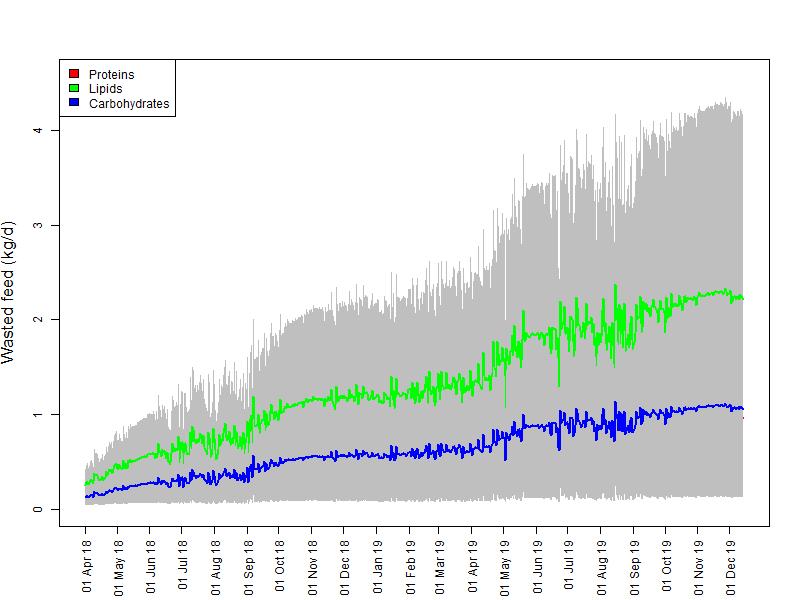 Proteins
Lipids
Carbohydrates
Wasted feed (kg/d)
4
3
2
1
0
01 Apr 18
01 May 18
01 Jun 18
01 Jul 18
01 Aug 18
01 Sep 18
01 Oct 18
01 Nov 18
01 Dec 18
01 Jan 19
01 Feb 19
01 Mar 19
01 Apr 19
01 May 19
01 Jun 19
01 Jul 19
01 Aug 19
01 Sep 19
01 Oct 19
01 Nov 19
01 Dec 19